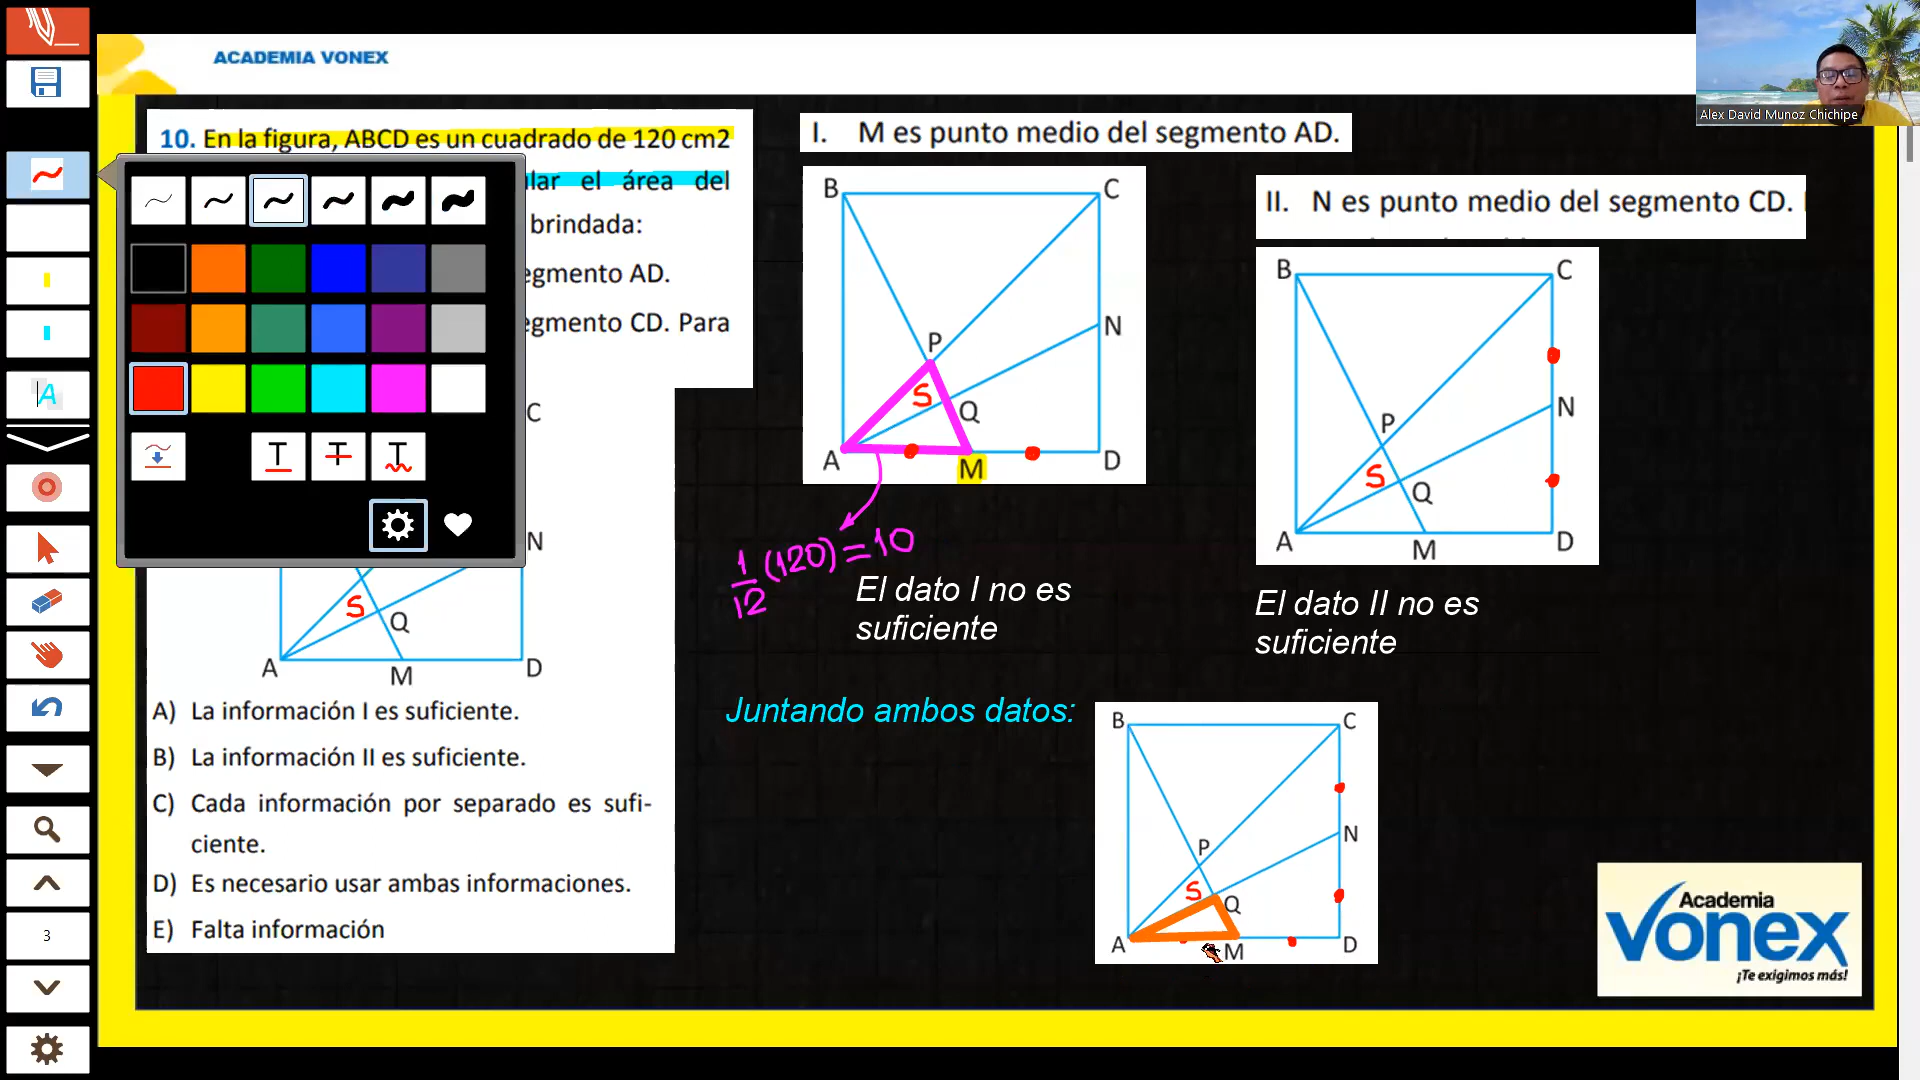 ACADEMIA VONEX
Alex David Munoz Chichipe
10. En la figura, ABCD es un cuadrado de 120 cm2
lar el área del
brindada:
egmento AD.
egmento CD. Para
C
N
S
Q
A
M
D
A) La información I es suficiente.
B) La información II es suficiente.
C) Cada información por separado es sufi-
ciente.
D) Es necesario usar ambas informaciones.
E) Falta información
I. M es punto medio del segmento AD.
B
C
P
N
S
Q
A
M
D
1/12 (120) = 10
El dato I no es
suficiente
II. N es punto medio del segmento CD.
B
C
P
N
S
Q
A
M
D
El dato II no es
suficiente
Juntando ambos datos:
B
C
P
N
S
Q
A
M
D
A
T
T
T
3
Academia
vonex
¡Te exigimos más!